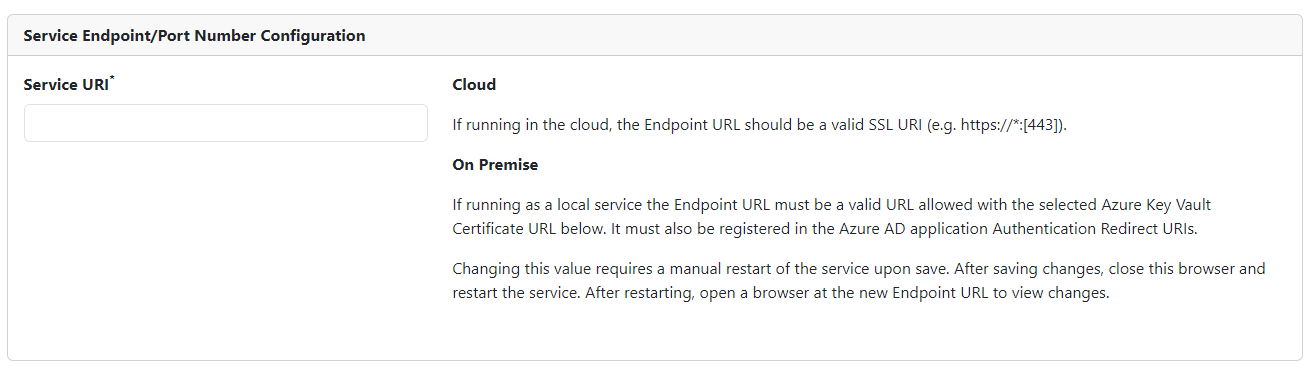 Service Endpoint/Port Number Configuration
Service URI*
Cloud
If running in the cloud, the Endpoint URL should be a valid SSL URI (e.g. https://*:[443]).
On Premise
If running as a local service the Endpoint URL must be a valid URL allowed with the selected Azure Key Vault
Certificate URL below. It must also be registered in the Azure AD application Authentication Redirect URIs.
Changing this value requires a manual restart of the service upon save. After saving changes, close this browser and
restart the service. After restarting, open a browser at the new Endpoint URL to view changes.